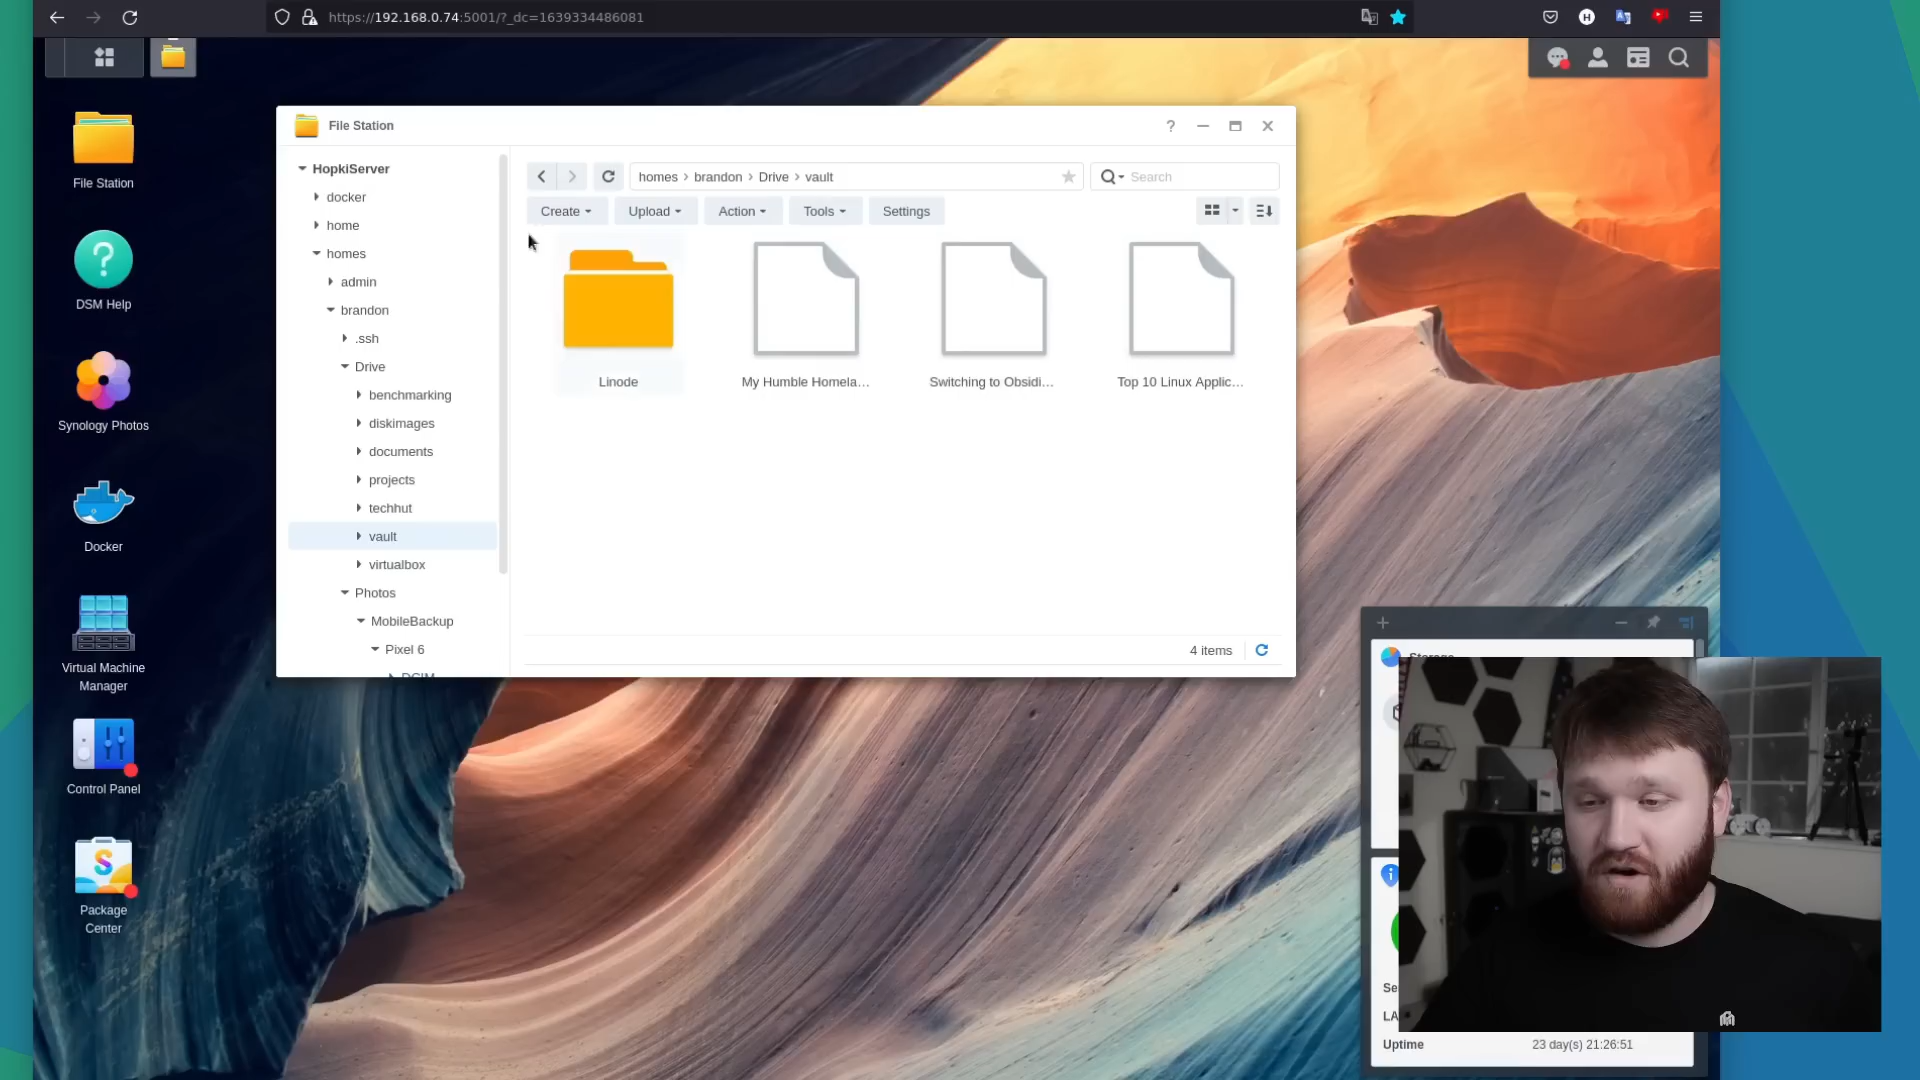 https://192.168.0.74:5001/?_dc=1639334486081
File Station
DSM Help
Synology Photos
Docker
Virtual Machine
Manager
Control Panel
Package
Center
File Station
HopkiServer
docker
home
homes
admin
brandon
.ssh
Drive
benchmarking
diskimages
documents
projects
techhut
vault
virtualbox
Photos
MobileBackup
Pixel 6
DCIM
homes › brandon › Drive › vault
Search
Create
Upload
Action
Tools
Settings
Linode
My Humble Homela...
Switching to Obsidi...
Top 10 Linux Applic...
4 items
Storage
Se
LA
Uptime
23 day(s) 21:26:51